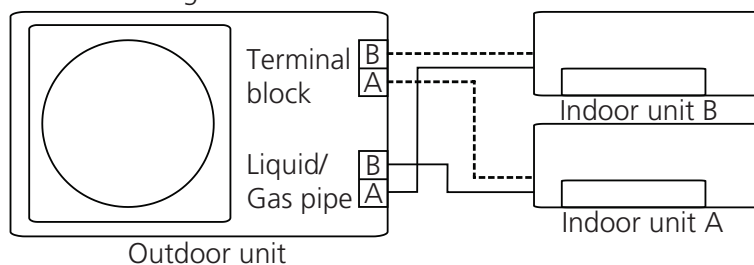 Terminal block
B
A
Liquid/
Gas pipe
B
A
Outdoor unit
Indoor unit B
Indoor unit A